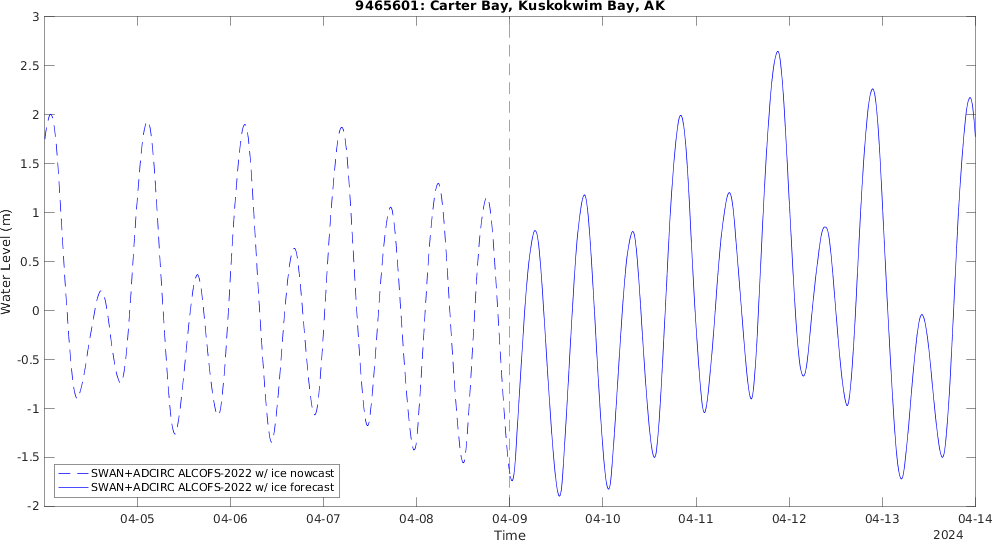 9465601: Carter Bay, Kuskokwim Bay, AK
3
2.5
2
1.5
1
0.5
0
-0.5
-1
-1.5
-2
Water Level (m)
SWAN+ADCIRC ALCOFS-2022 w/ ice nowcast
SWAN+ADCIRC ALCOFS-2022 w/ ice forecast
04-05 04-06 04-07 04-08 04-09 04-10 04-11 04-12 04-13 04-14
Time
2024